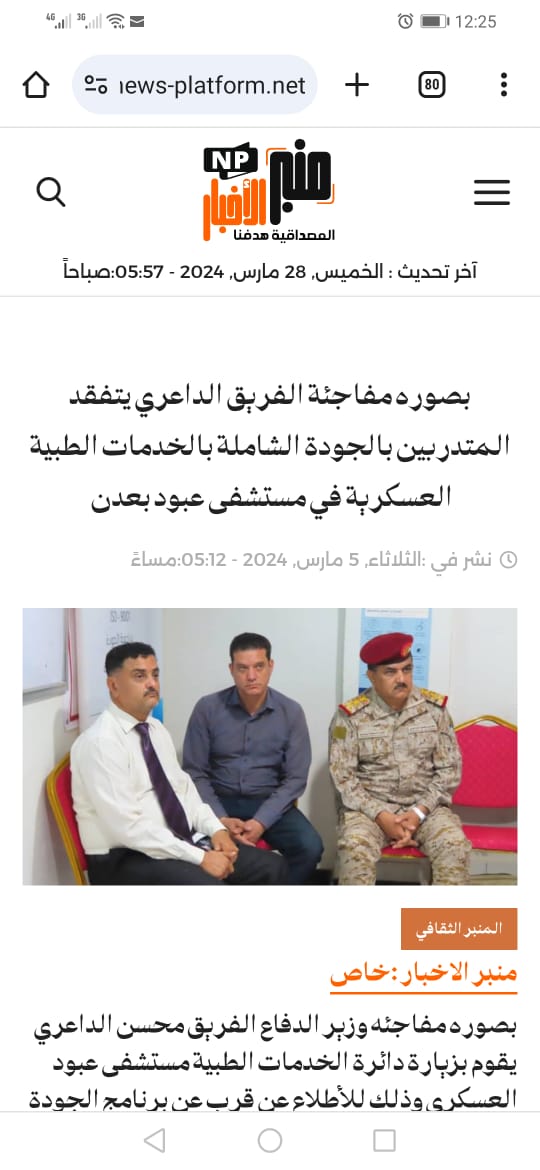 4G 3G 12:25
news-platform.net 80
NP
منبر
الأخبار
المصداقية هدفنا
آخر تحديث : الخميس, 28 مارس, 2024 - 05:57:صباحاً
بصوره مفاجئة الفريق الداعري يتفقد
المتدربين بالجودة الشاملة بالخدمات الطبية
العسكرية في مستشفى عبود بعدن
نشر في :الثلاثاء, 5 مارس, 2024 - 05:12:مساءً
ISO - 9001
المنبر الثقافي
منبر الاخبار :خاص
بصوره مفاجئه وزير الدفاع الفريق محسن الداعري
يقوم بزيارة دائرة الخدمات الطبية مستشفى عبود
العسكري وذلك للأطلاع عن قرب عن برنامج الجودة